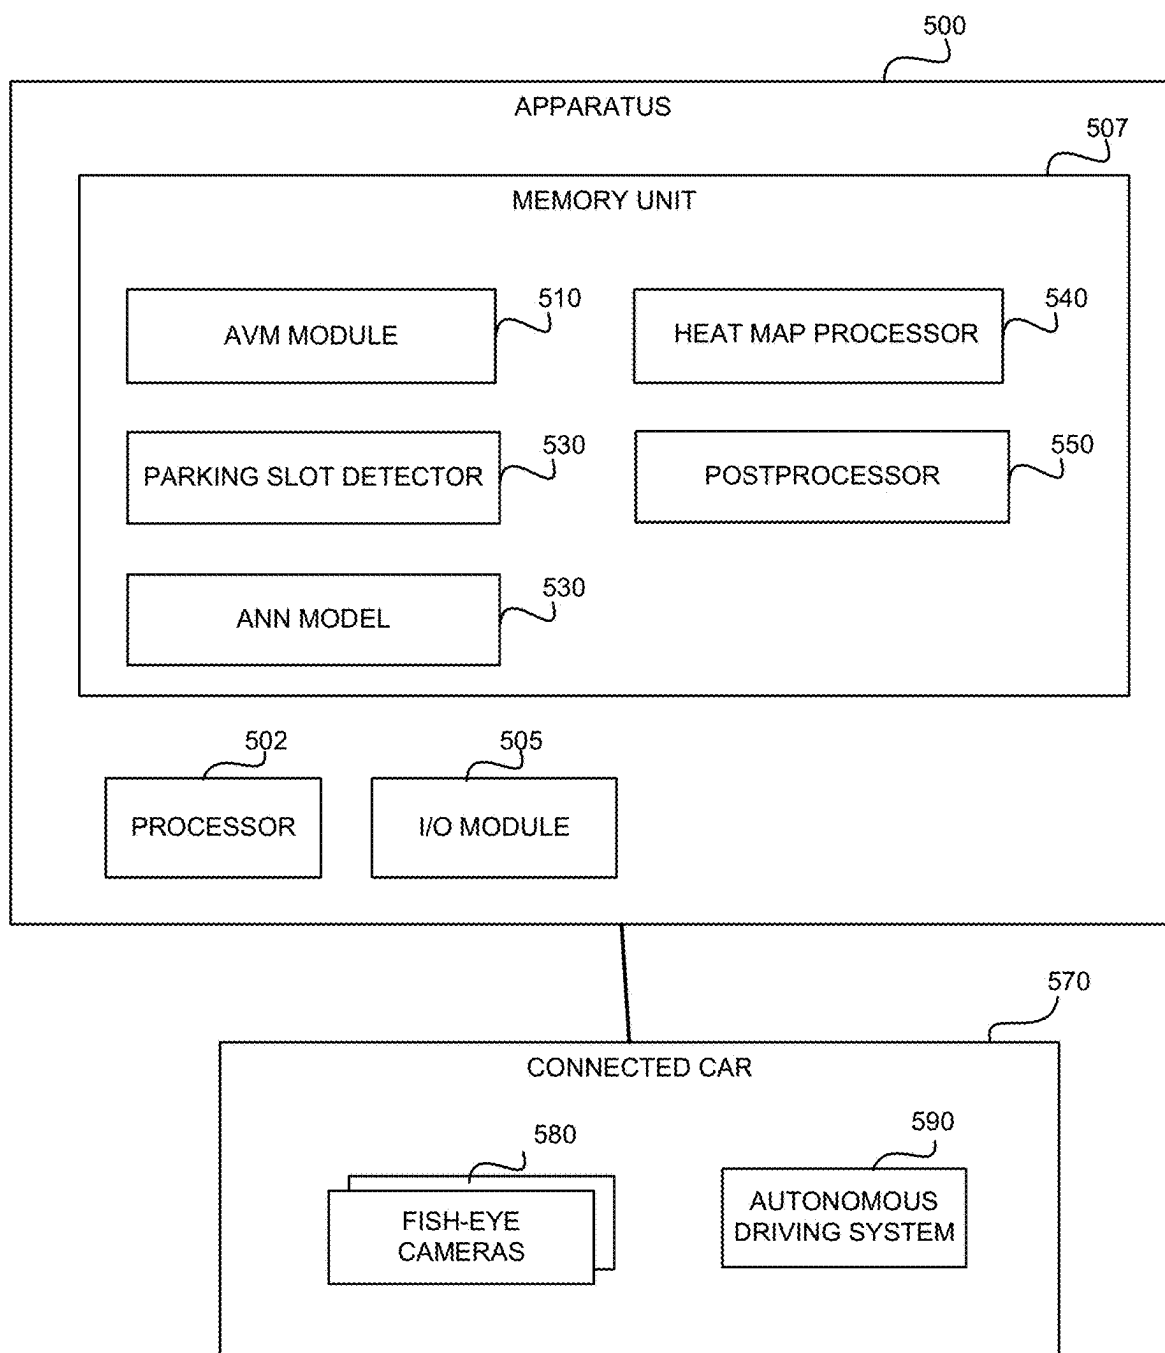 500
APPARATUS
507
MEMORY UNIT
510
AVM MODULE
540
HEAT MAP PROCESSOR
530
PARKING SLOT DETECTOR
550
POSTPROCESSOR
530
ANN MODEL
502
PROCESSOR
505
I/O MODULE
570
CONNECTED CAR
580
FISH-EYE
CAMERAS
590
AUTONOMOUS
DRIVING SYSTEM